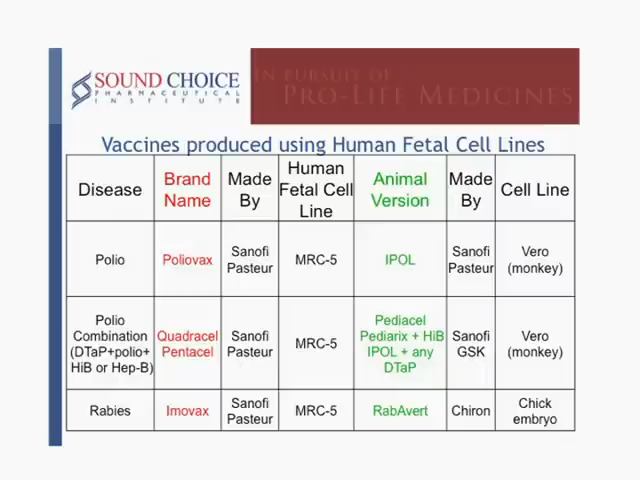 SOUND CHOICE
PHARMACEUTICAL
INSTITUTE
IN PURSUIT OF
PRO-LIFE MEDICINES
Vaccines produced using Human Fetal Cell Lines
Disease
Brand
Name
Made
By
Human
Fetal Cell
Line
Animal
Version
Made
By
Cell Line
Polio
Poliovax
Sanofi
Pasteur
MRC-5
IPOL
Sanofi
Pasteur
Vero
(monkey)
Polio
Combination
(DTaP+polio+
HiB or Hep-B)
Quadracel
Pentacel
Sanofi
Pasteur
MRC-5
Pediacel
Pediarix + HiB
IPOL + any
DTaP
Sanofi
GSK
Vero
(monkey)
Rabies
Imovax
Sanofi
Pasteur
MRC-5
RabAvert
Chiron
Chick
embryo